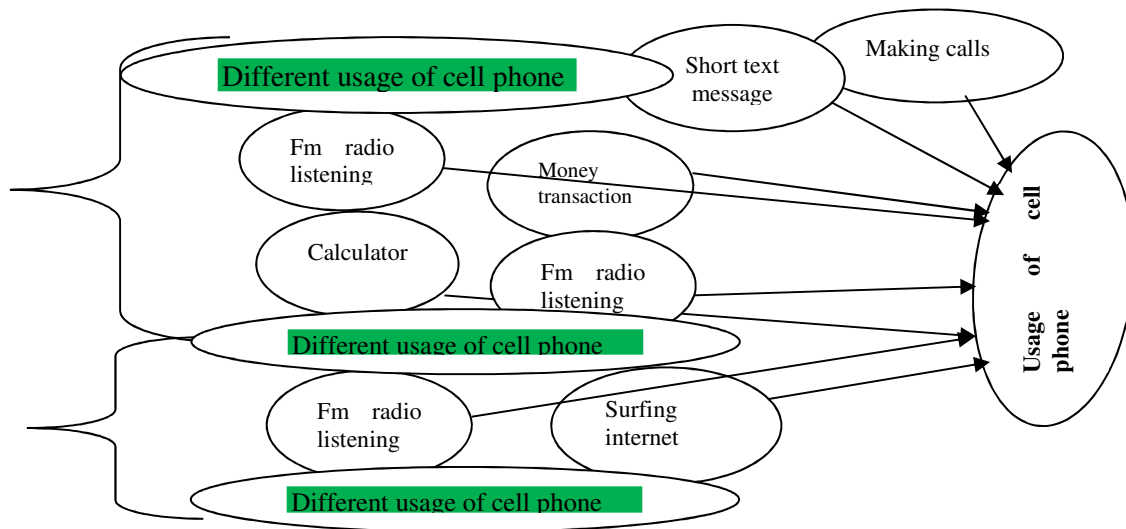 Making calls
Different usage of cell phone
Short text
message
Fm radio
listening
Money
transaction
Calculator
Fm radio
listening
Usage of cell
phone
Different usage of cell phone
Fm radio
listening
Surfing
internet
Different usage of cell phone